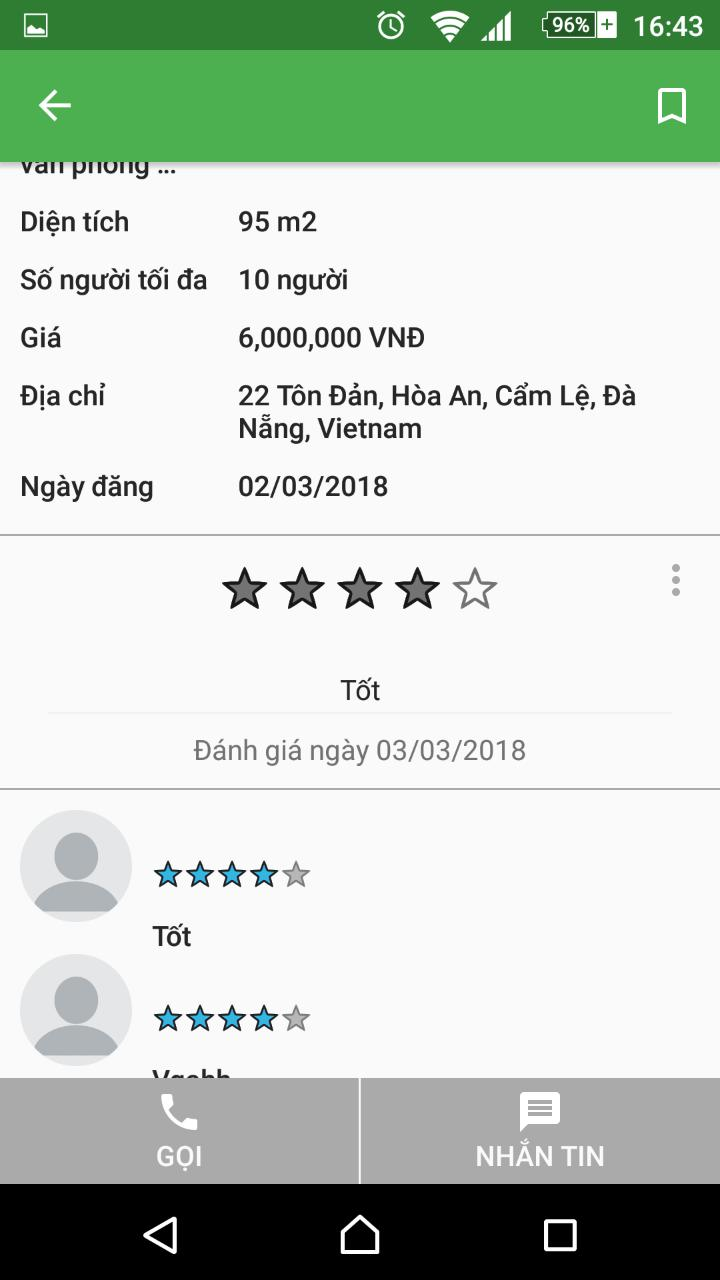 96%
16:43
văn phòng ...
Diện tích 95 m2
Số người tối đa 10 người
Giá 6,000,000 VNĐ
Địa chỉ 22 Tôn Đản, Hòa An, Cẩm Lệ, Đà
Nẵng, Vietnam
Ngày đăng 02/03/2018
Tốt
Đánh giá ngày 03/03/2018
Tốt
GỌI
NHẮN TIN